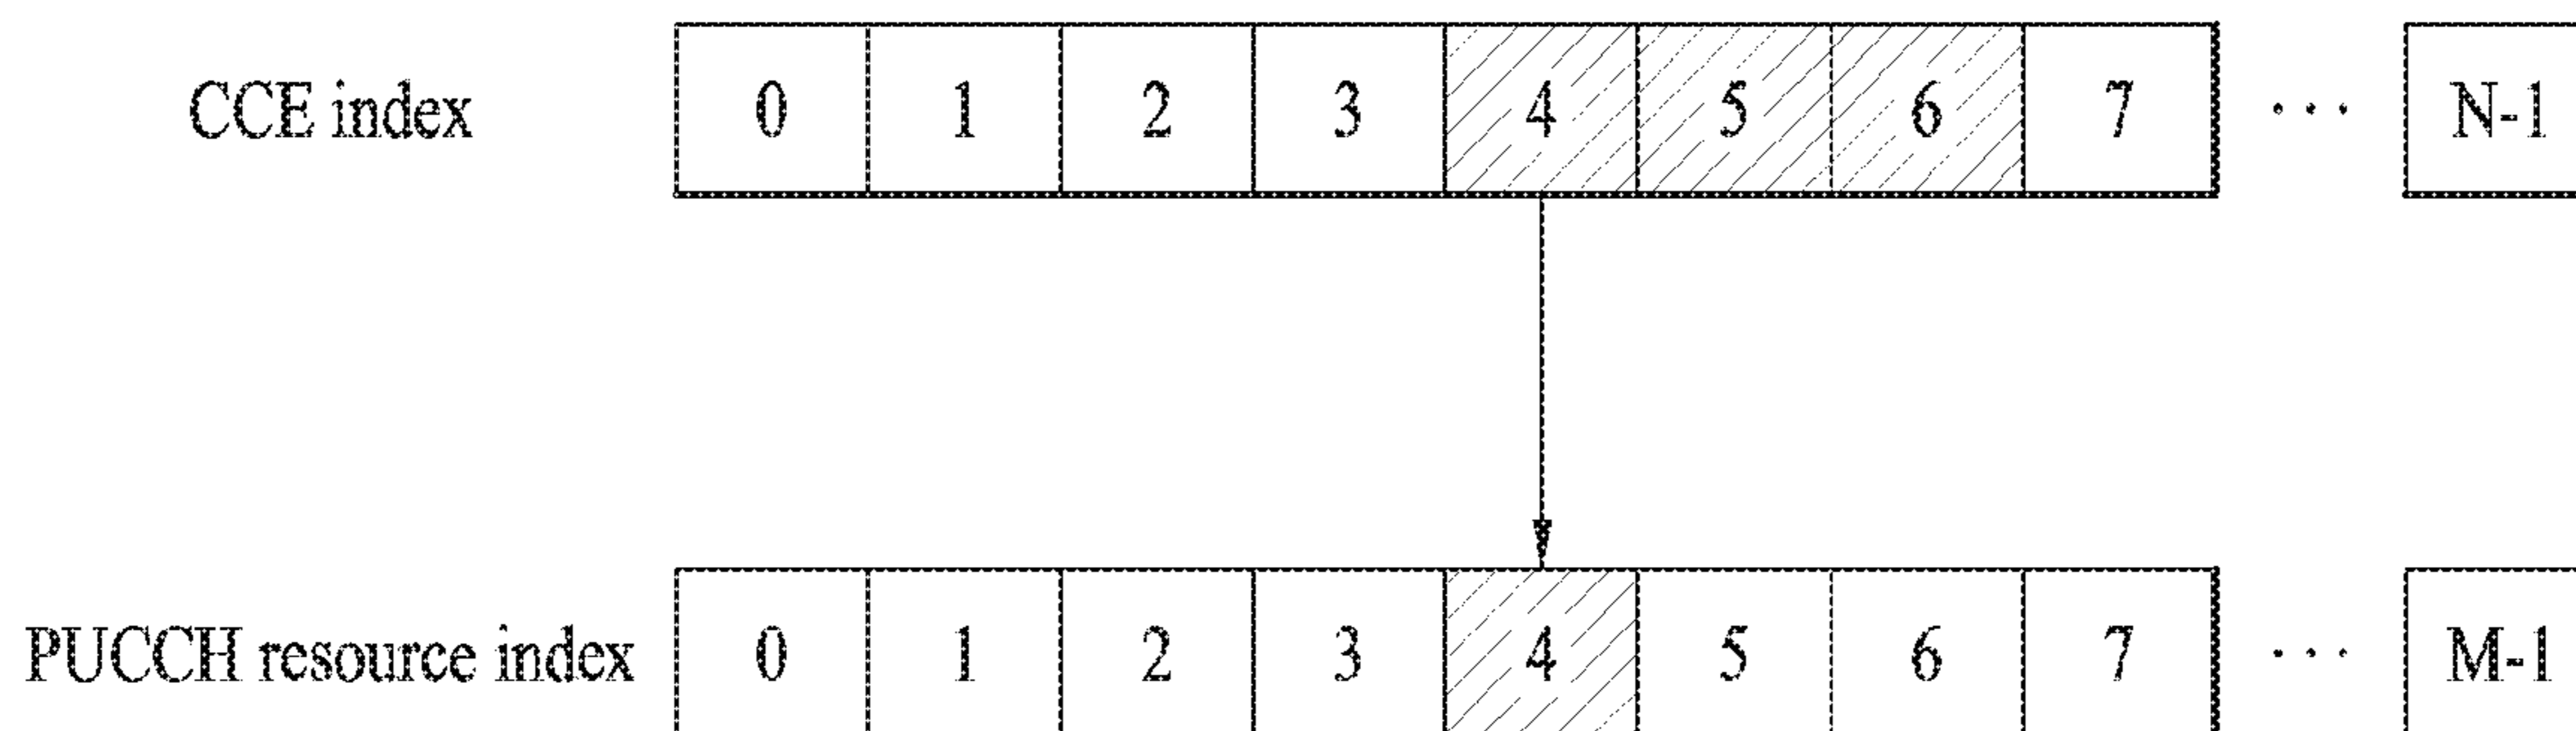 CCE index 0 1 2 3 4 5 6 7 ... N-1
PUCCH resource index 0 1 2 3 4 5 6 7 ... M-1